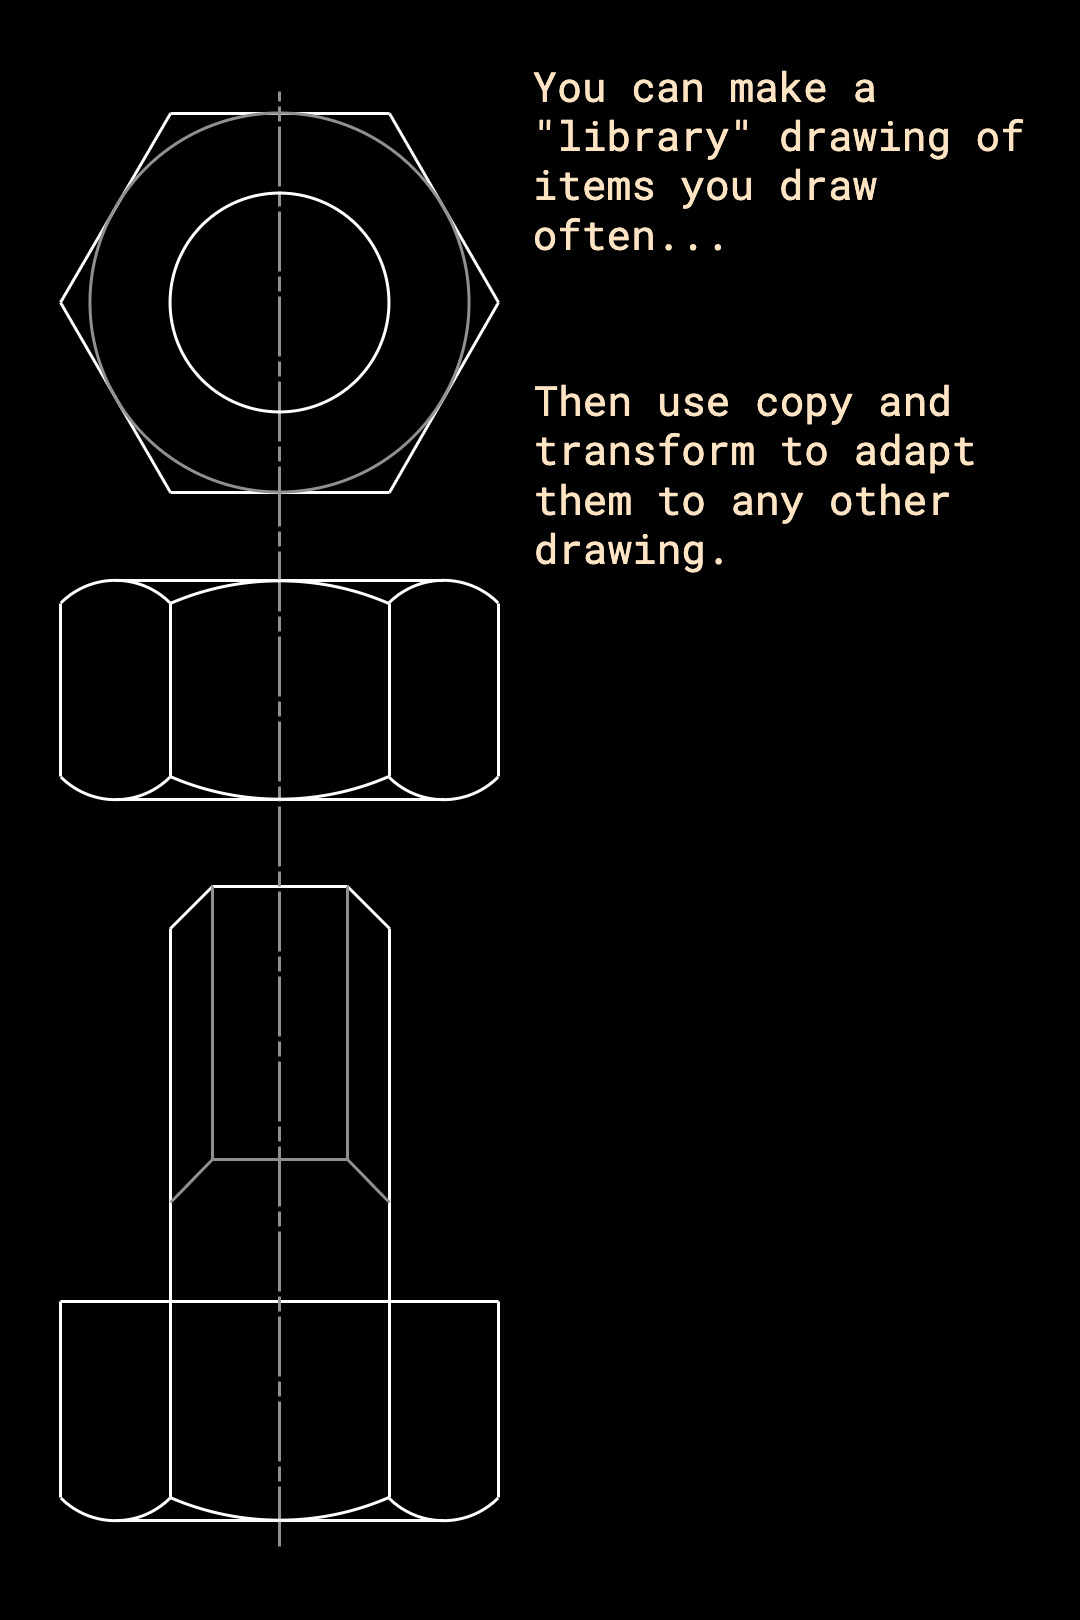 You can make a
"library" drawing of
items you draw
often...
Then use copy and
transform to adapt
them to any other
drawing.